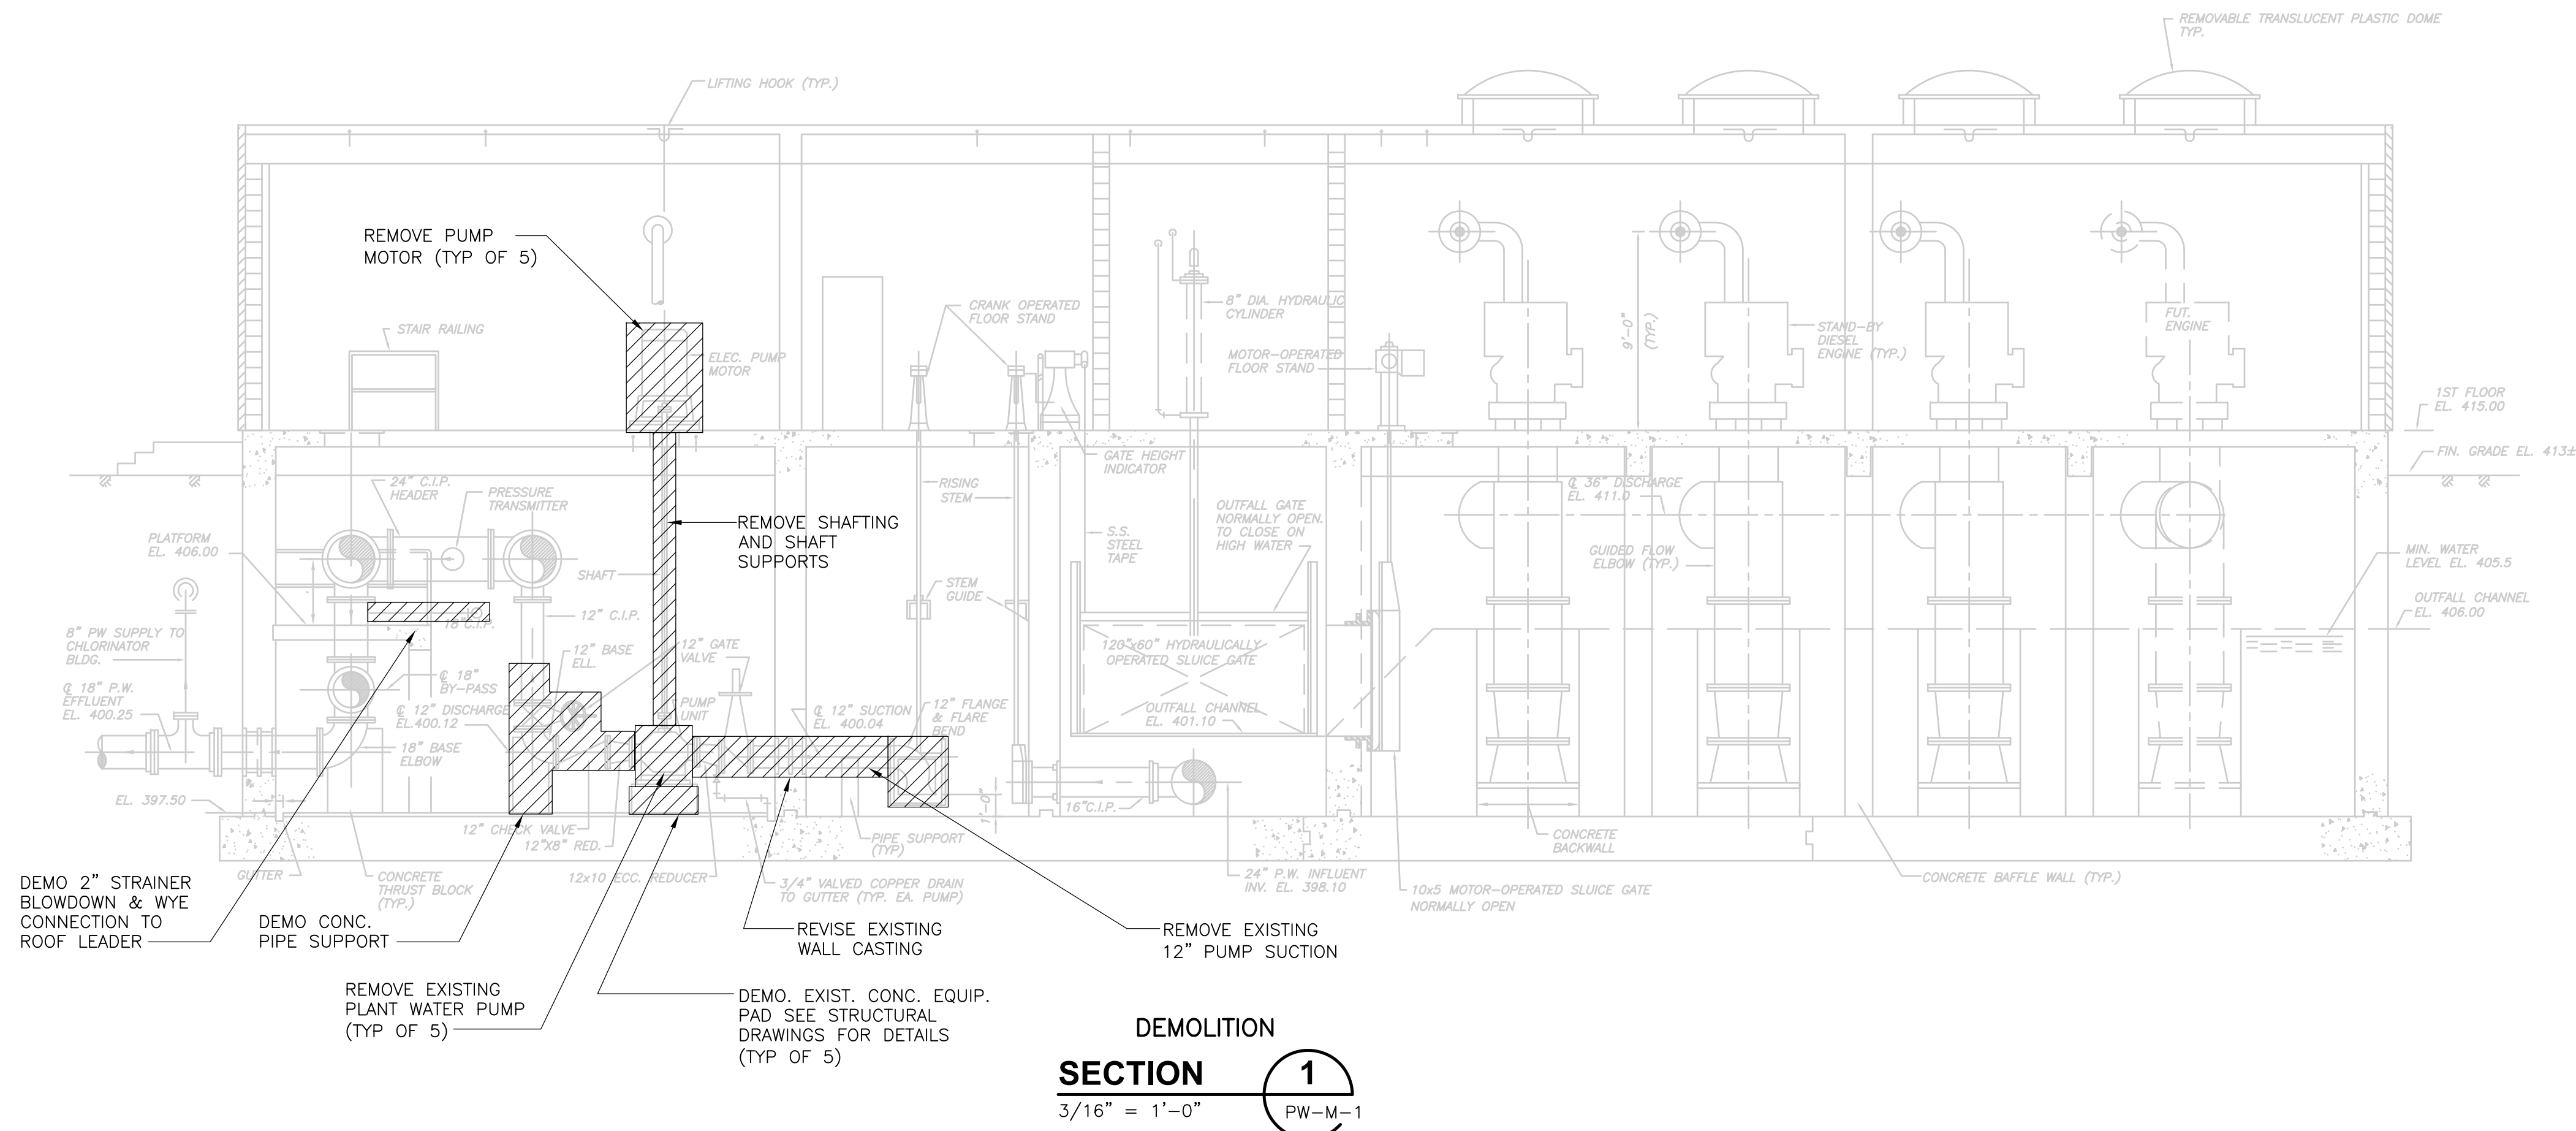 REMOVABLE TRANSLUCENT PLASTIC DOME
TYP.
LIFTING HOOK (TYP.)
REMOVE PUMP
MOTOR (TYP OF 5)
STAIR RAILING
ELEC. PUMP
MOTOR
CRANK OPERATED
FLOOR STAND
8" DIA. HYDRAULIC
CYLINDER
MOTOR-OPERATED
FLOOR STAND
9'-0"
(TYP.)
STAND-BY
DIESEL
ENGINE (TYP.)
FUT.
ENGINE
1ST FLOOR
EL. 415.00
FIN. GRADE EL. 413±
GATE HEIGHT
INDICATOR
24" C.I.P.
HEADER
PRESSURE
TRANSMITTER
RISING
STEM
PLATFORM
EL. 406.00
REMOVE SHAFTING
AND SHAFT
SUPPORTS
SHAFT
S.S.
STEEL
TAPE
OUTFALL GATE
NORMALLY OPEN.
TO CLOSE ON
HIGH WATER
℄ 36" DISCHARGE
EL. 411.0
GUIDED FLOW
ELBOW (TYP.)
MIN. WATER
LEVEL EL. 405.5
OUTFALL CHANNEL
EL. 406.00
STEM
GUIDE
12" C.I.P.
18"C.I.P.
8" PW SUPPLY TO
CHLORINATOR
BLDG.
12" BASE
ELL.
12" GATE
VALVE
120"x60" HYDRAULICALLY
OPERATED SLUICE GATE
℄ 18"
BY-PASS
℄ 18" P.W.
EFFLUENT
EL. 400.25
℄ 12" DISCHARGE
EL.400.12
PUMP
UNIT
℄ 12" SUCTION
EL. 400.04
12" FLANGE
& FLARE
BEND
OUTFALL CHANNEL
EL. 401.10
18" BASE
ELBOW
EL. 397.50
1'-0"
16"C.I.P.
12" CHECK VALVE
12"X8" RED.
PIPE SUPPORT
(TYP)
CONCRETE
BACKWALL
GUTTER
CONCRETE
THRUST BLOCK
(TYP.)
12x10 ECC. REDUCER
3/4" VALVED COPPER DRAIN
TO GUTTER (TYP. EA. PUMP)
24" P.W. INFLUENT
INV. EL. 398.10
10x5 MOTOR-OPERATED SLUICE GATE
NORMALLY OPEN
CONCRETE BAFFLE WALL (TYP.)
DEMO 2" STRAINER
BLOWDOWN & WYE
CONNECTION TO
ROOF LEADER
DEMO CONC.
PIPE SUPPORT
REVISE EXISTING
WALL CASTING
REMOVE EXISTING
12" PUMP SUCTION
REMOVE EXISTING
PLANT WATER PUMP
(TYP OF 5)
DEMO. EXIST. CONC. EQUIP.
PAD SEE STRUCTURAL
DRAWINGS FOR DETAILS
(TYP OF 5)
DEMOLITION
SECTION
1
3/16" = 1'-0"
PW-M-1